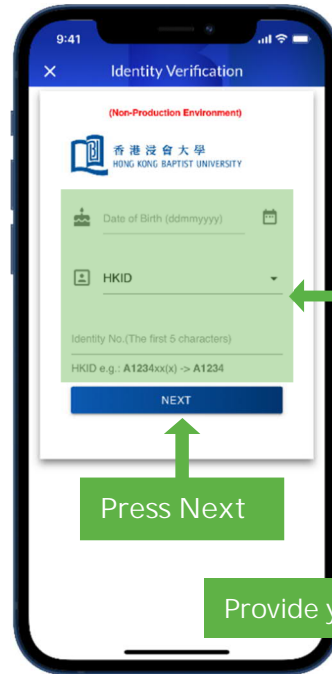 9:41
Identity Verification
(Non-Production Environment)
香港浸會大學
HONG KONG BAPTIST UNIVERSITY
Date of Birth (ddmmyyyy)
HKID
Identity No.(The first 5 characters)
HKID e.g.: A1234xx(x) -> A1234
NEXT
Press Next
Provide y